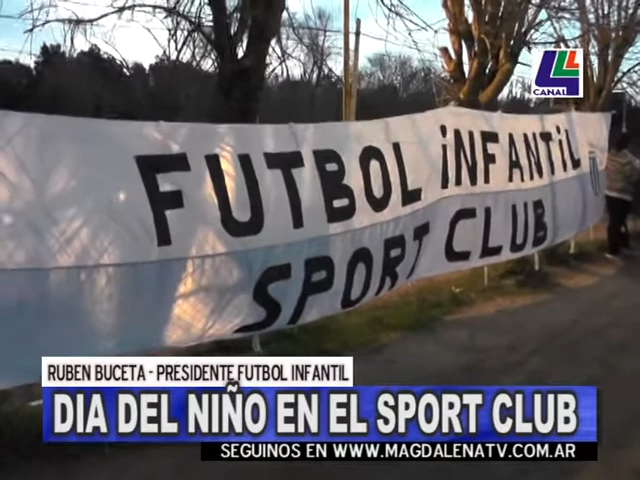 CANAL
FUTBOL iNFANTiL
SPORT CLUB
RUBEN BUCETA - PRESIDENTE FUTBOL INFANTIL
DIA DEL NIÑO EN EL SPORT CLUB
SEGUINOS EN WWW.MAGDALENATV.COM.AR